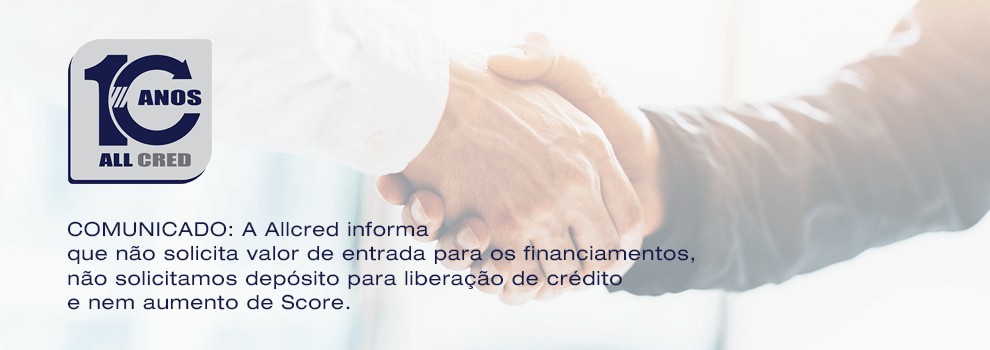 10 ANOS
ALL CRED
COMUNICADO: A Allcred informa
que não solicita valor de entrada para os financiamentos,
não solicitamos depósito para liberação de crédito
e nem aumento de Score.